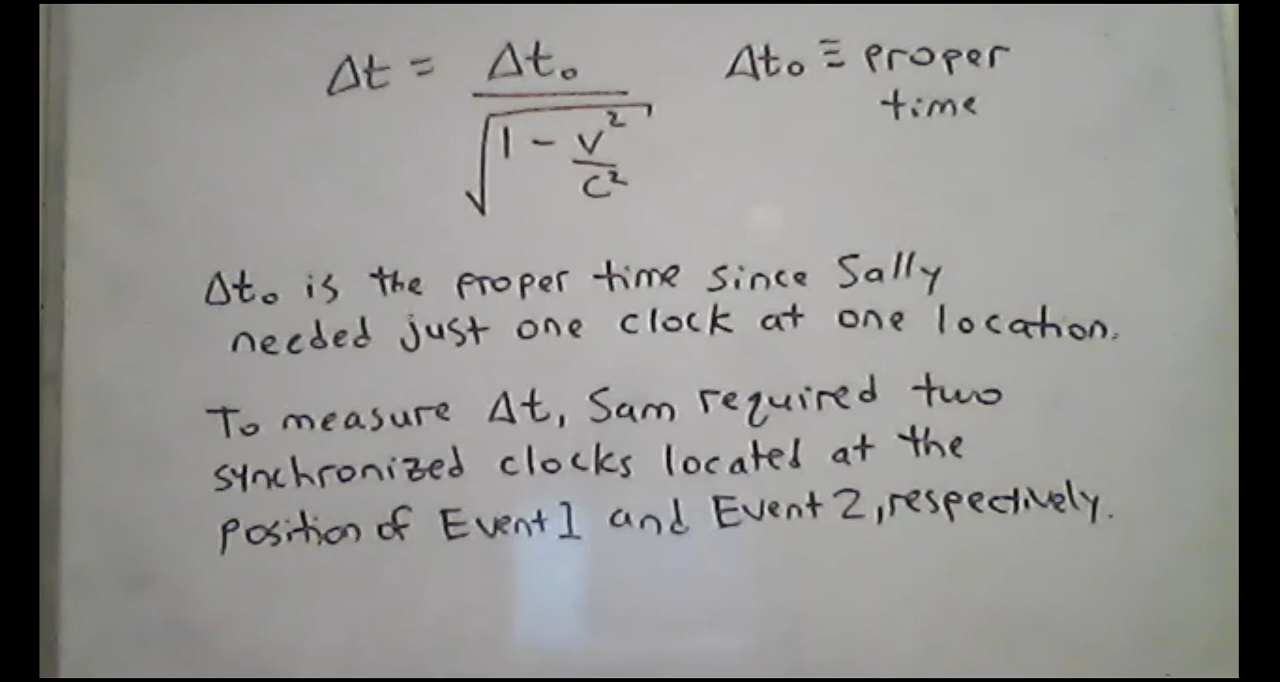 Δt = Δt₀ / √(1 - v²/c²)   Δt₀ ≡ proper
time
Δt₀ is the proper time since Sally
needed just one clock at one location.
To measure Δt, Sam required two
synchronized clocks located at the
position of Event 1 and Event 2, respectively.